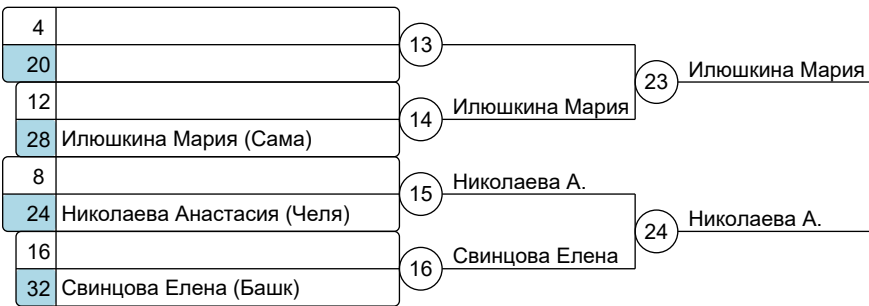 4
20
13
12
28 Илюшкина Мария (Сама)
14 Илюшкина Мария
23 Илюшкина Мария
8
24 Николаева Анастасия (Челя)
15 Николаева А.
16
32 Свинцова Елена (Башк)
16 Свинцова Елена
24 Николаева А.